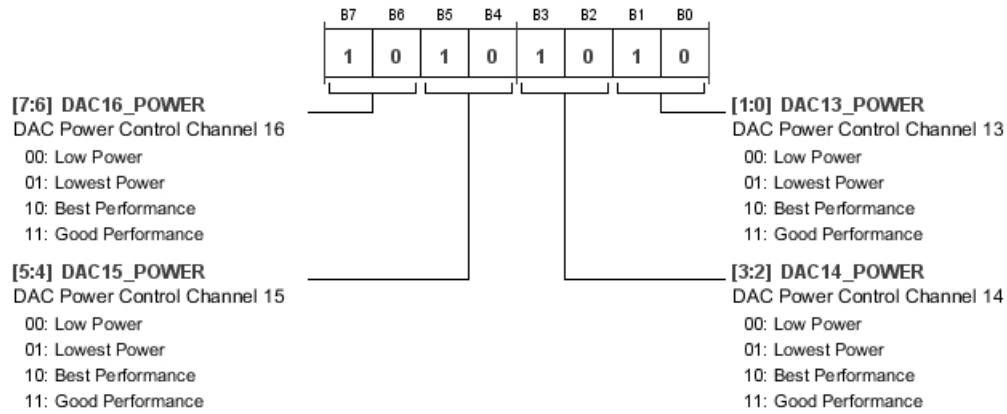 B7 B6 B5 B4 B3 B2 B1 B0
1 0 1 0 1 0 1 0
[7:6] DAC16_POWER
DAC Power Control Channel 16
00: Low Power
01: Lowest Power
10: Best Performance
11: Good Performance
[5:4] DAC15_POWER
DAC Power Control Channel 15
00: Low Power
01: Lowest Power
10: Best Performance
11: Good Performance
[1:0] DAC13_POWER
DAC Power Control Channel 13
00: Low Power
01: Lowest Power
10: Best Performance
11: Good Performance
[3:2] DAC14_POWER
DAC Power Control Channel 14
00: Low Power
01: Lowest Power
10: Best Performance
11: Good Performance